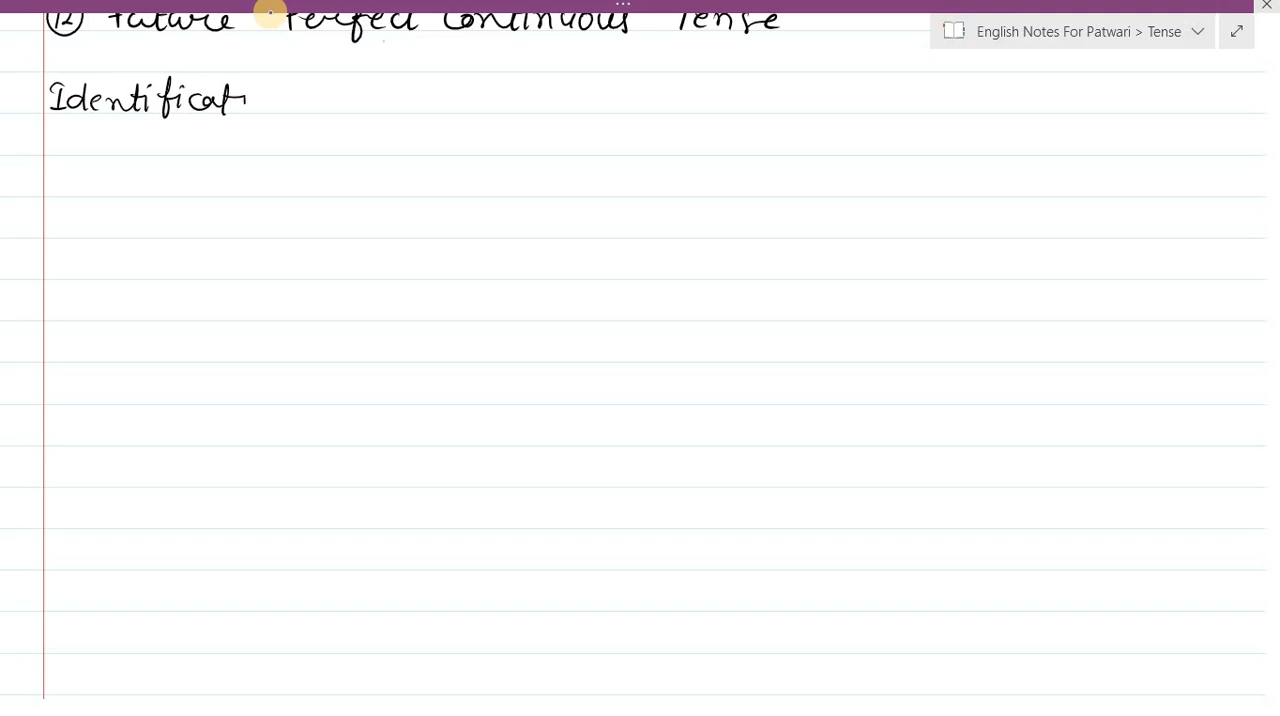 ⑫ Future Perfect Continuous Tense
English Notes For Patwari > Tense
Identificat